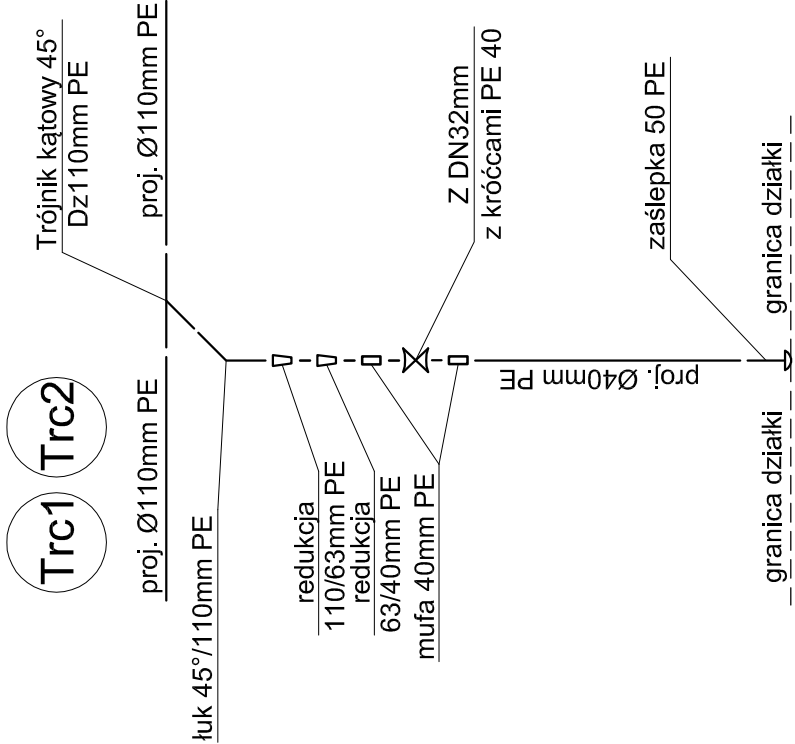 Trc1
Trc2
Trójnik kątowy 45°
Dz110mm PE
proj. Ø110mm PE
proj. Ø110mm PE
łuk 45°/110mm PE
redukcja
110/63mm PE
redukcja
63/40mm PE
mufa 40mm PE
Z DN32mm
z króćcami PE 40
proj. Ø40mm PE
zaślepka 50 PE
granica działki
granica działki